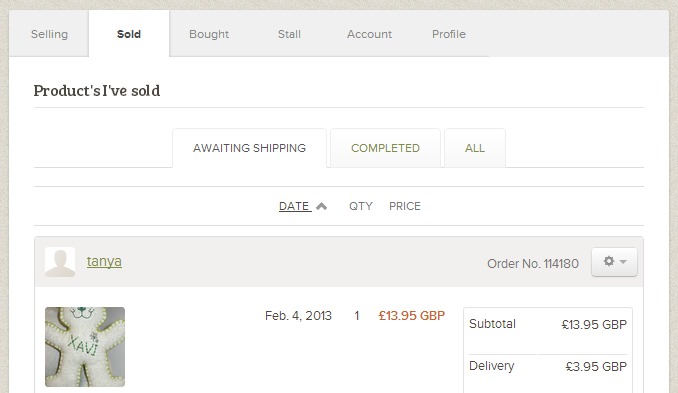 Selling Sold Bought Stall Account Profile
Product's I've sold
AWAITING SHIPPING COMPLETED ALL
DATE QTY PRICE
tanya Order No. 114180
Feb. 4, 2013 1 £13.95 GBP Subtotal £13.95 GBP
XAVI
Delivery £3.95 GBP